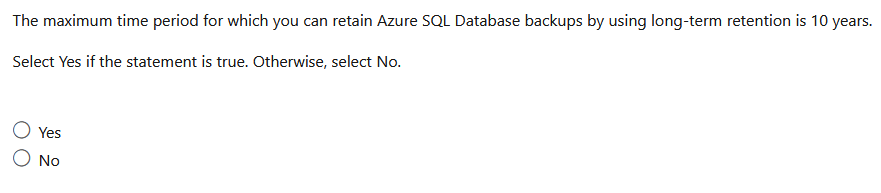 The maximum time period for which you can retain Azure SQL Database backups by using long-term retention is 10 years.
Select Yes if the statement is true. Otherwise, select No.
Yes
No